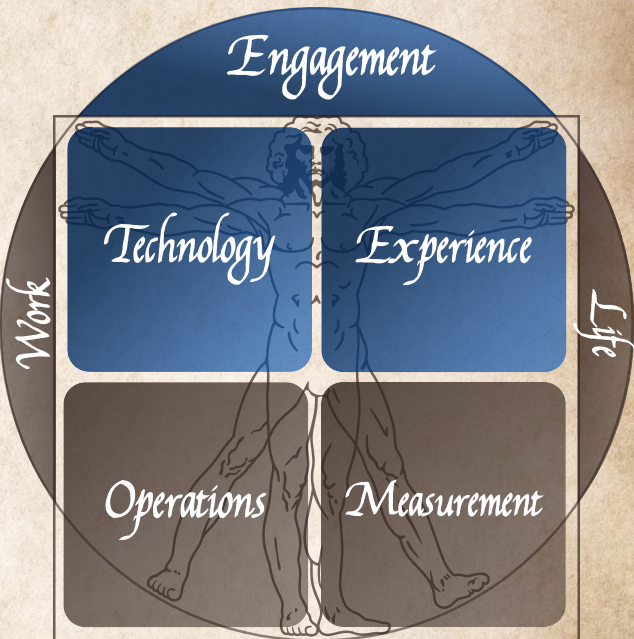 Engagement
Technology
Experience
Work
Life
Operations
Measurement